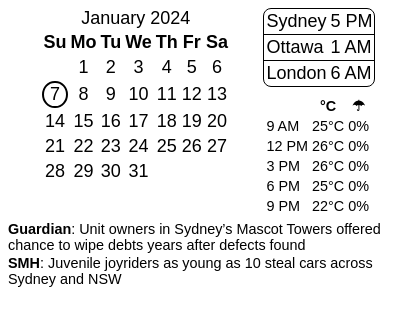 January 2024
Su Mo Tu We Th Fr Sa
1 2 3 4 5 6
7 8 9 10 11 12 13
14 15 16 17 18 19 20
21 22 23 24 25 26 27
28 29 30 31
Sydney 5 PM
Ottawa 1 AM
London 6 AM
°C ☂
9 AM 25°C 0%
12 PM 26°C 0%
3 PM 26°C 0%
6 PM 25°C 0%
9 PM 22°C 0%
Guardian: Unit owners in Sydney’s Mascot Towers offered
chance to wipe debts years after defects found
SMH: Juvenile joyriders as young as 10 steal cars across
Sydney and NSW